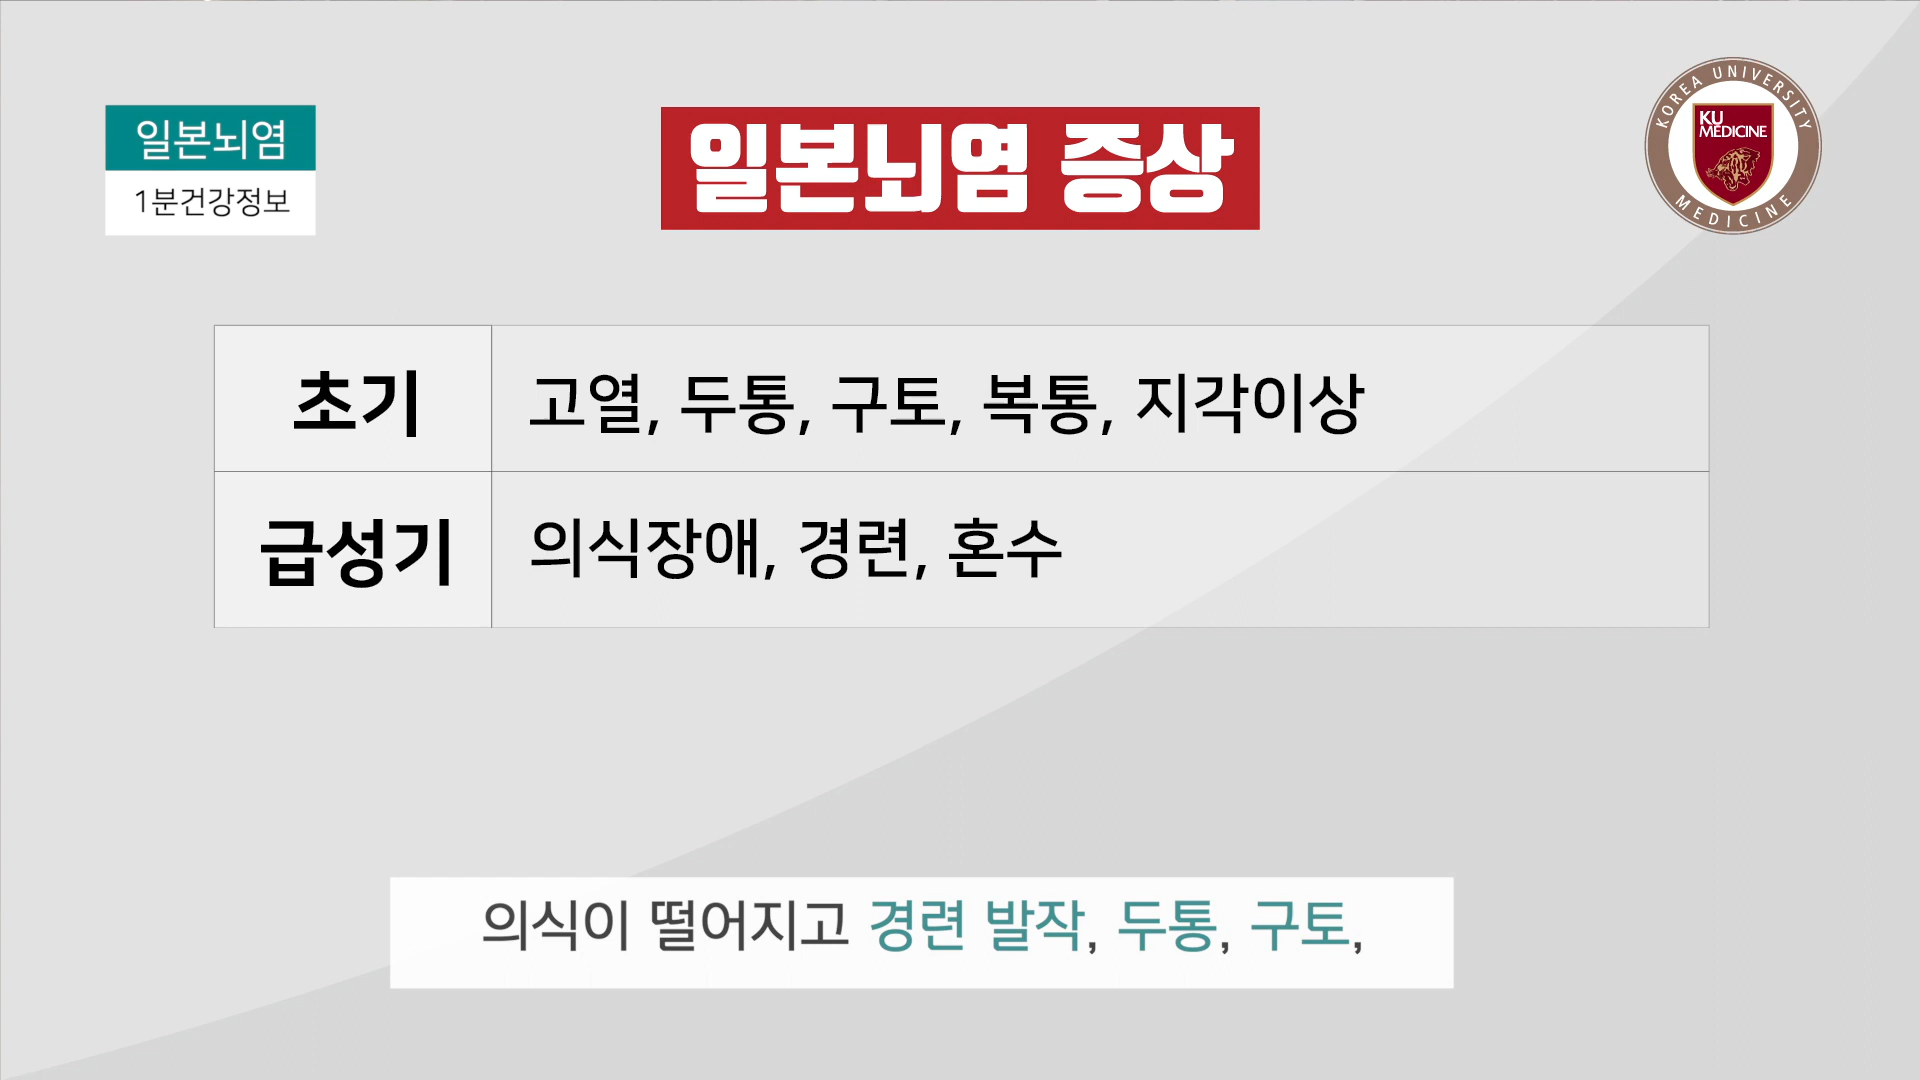 일본뇌염
1분건강정보
일본뇌염 증상
KOREA UNIVERSITY
KU
MEDICINE
MEDICINE
초기
고열, 두통, 구토, 복통, 지각이상
급성기
의식장애, 경련, 혼수
의식이 떨어지고 경련 발작, 두통, 구토,